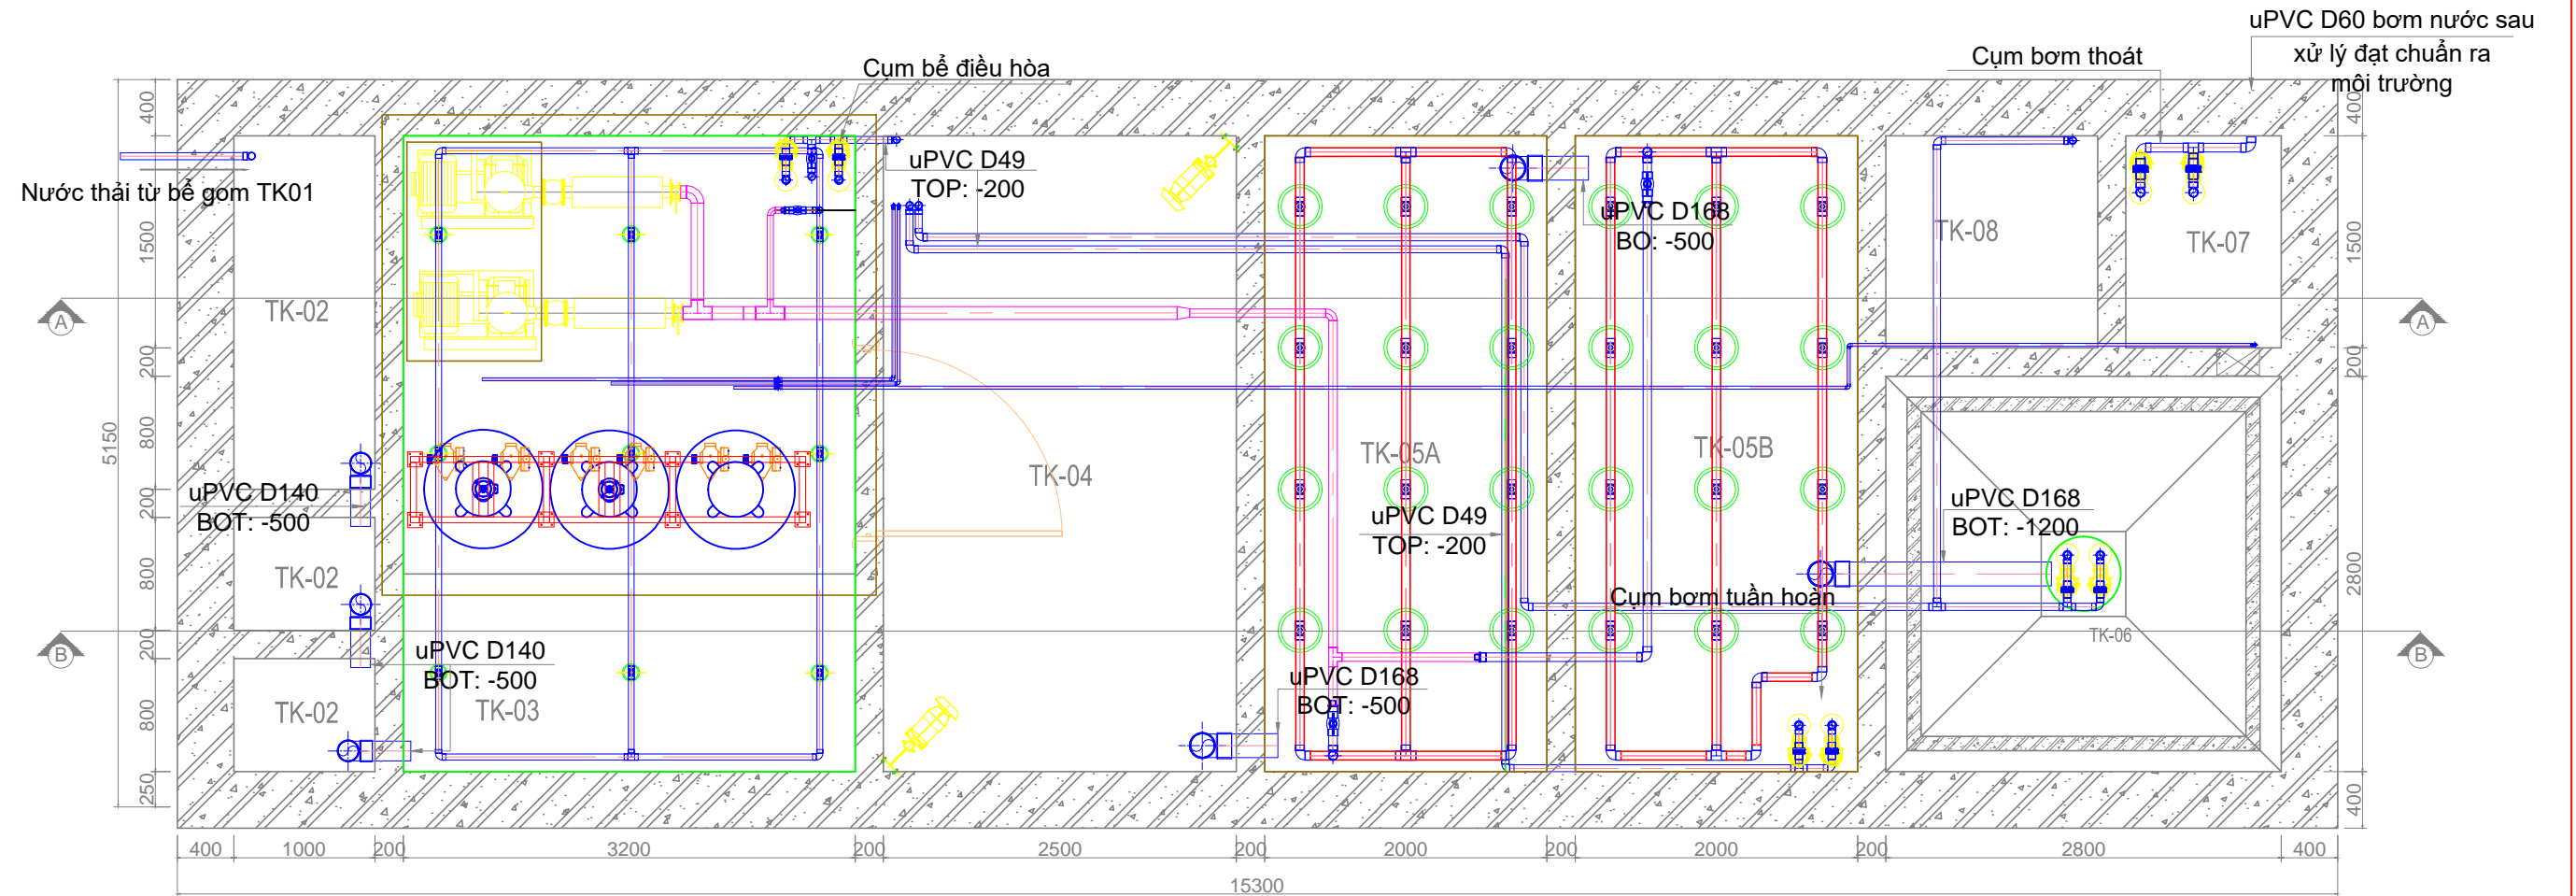 uPVC D60 bơm nước sau
xử lý đạt chuẩn ra
môi trường
Cụm bơm thoát
Cụm bể điều hòa
400
400
uPVC D49
TOP: -200
Nước thải từ bể gom TK01
uPVC D168
BO: -500
TK-08
TK-07
1500
1500
TK-02
A
A
200
200
800
5150
TK-05A
TK-05B
TK-04
uPVC D140
BOT: -500
200
uPVC D168
BOT: -1200
uPVC D49
TOP: -200
TK-02
800
2800
Cụm bơm tuần hoàn
TK-06
200
B
B
uPVC D140
BOT: -500
uPVC D168
BOT: -500
TK-02
TK-03
800
250
400
400
1000
200
3200
200
2500
200
2000
200
2000
200
2800
400
15300